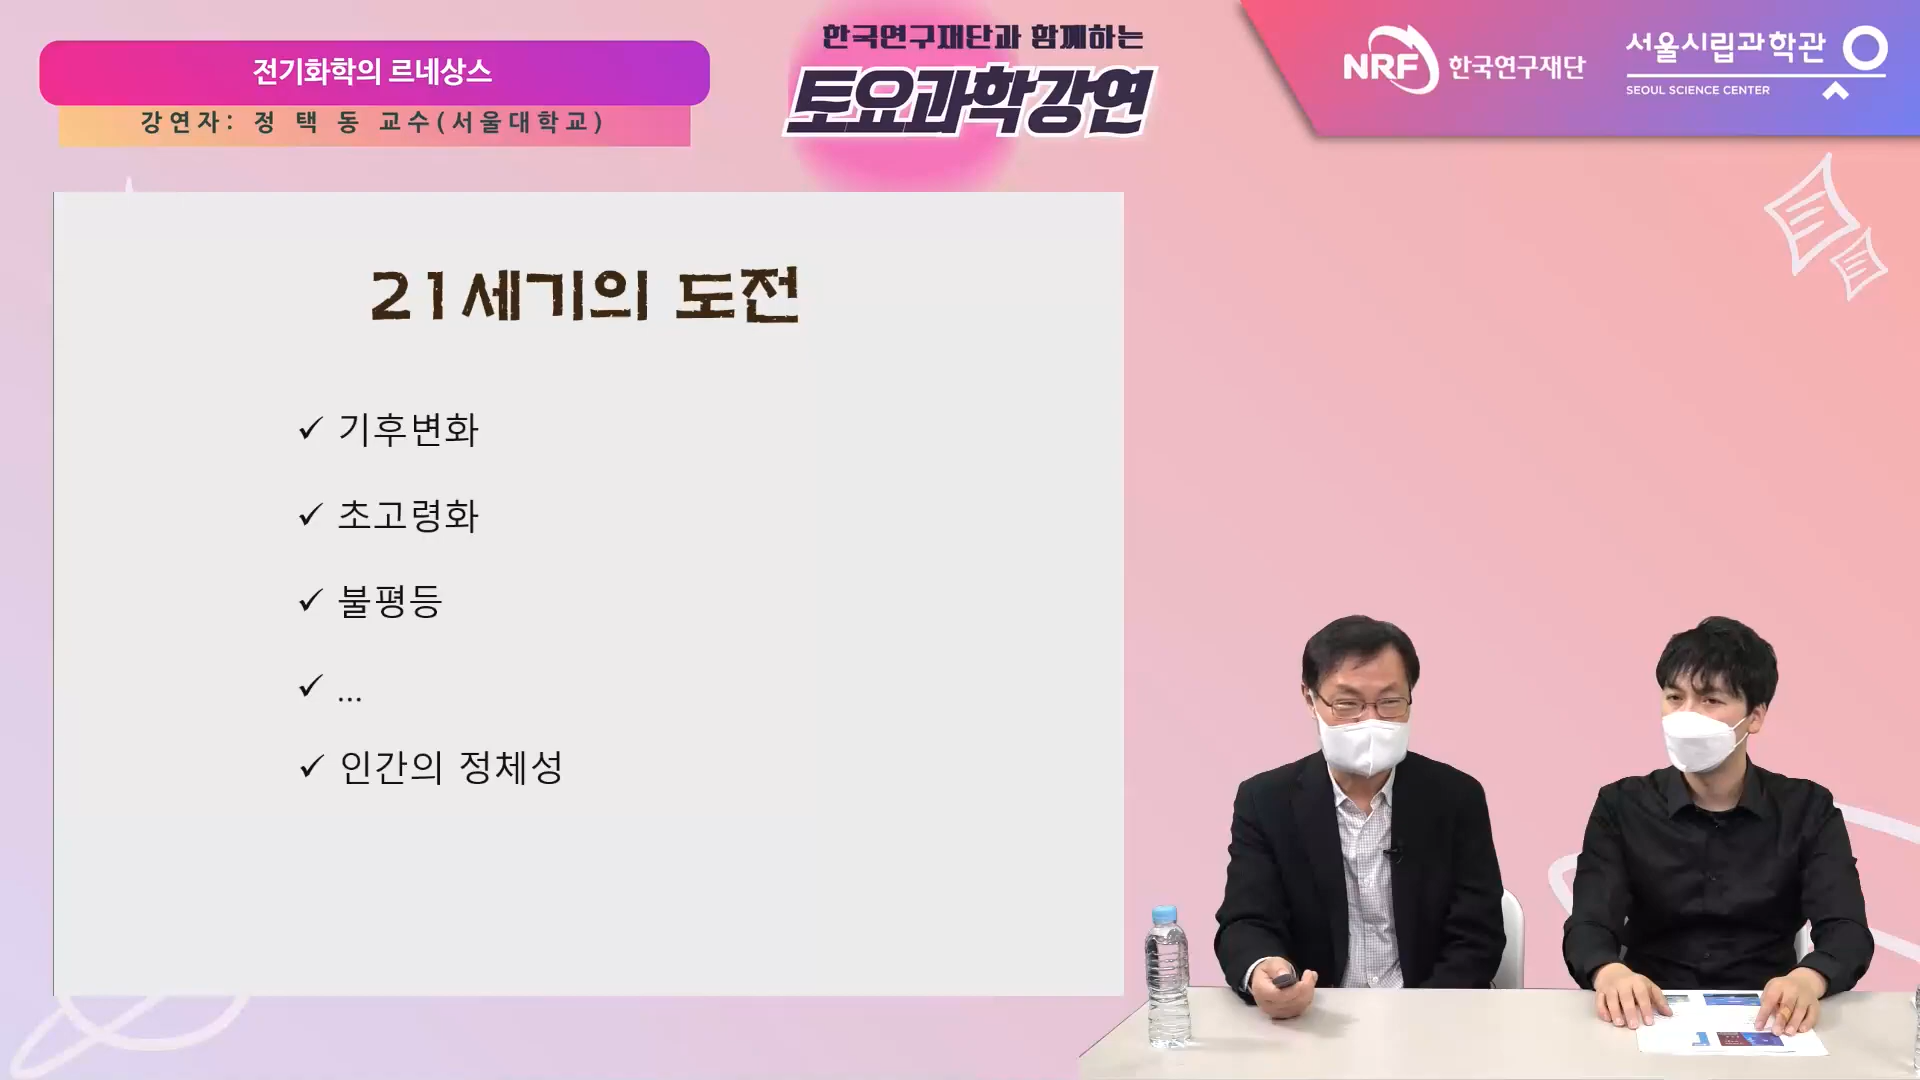 전기화학의 르네상스
강연자: 정 택 동 교수(서울대학교)
한국연구재단과 함께하는
토요과학강연
NRF 한국연구재단
서울시립과학관
SEOUL SCIENCE CENTER
21세기의 도전
✓ 기후변화
✓ 초고령화
✓ 불평등
✓ ...
✓ 인간의 정체성